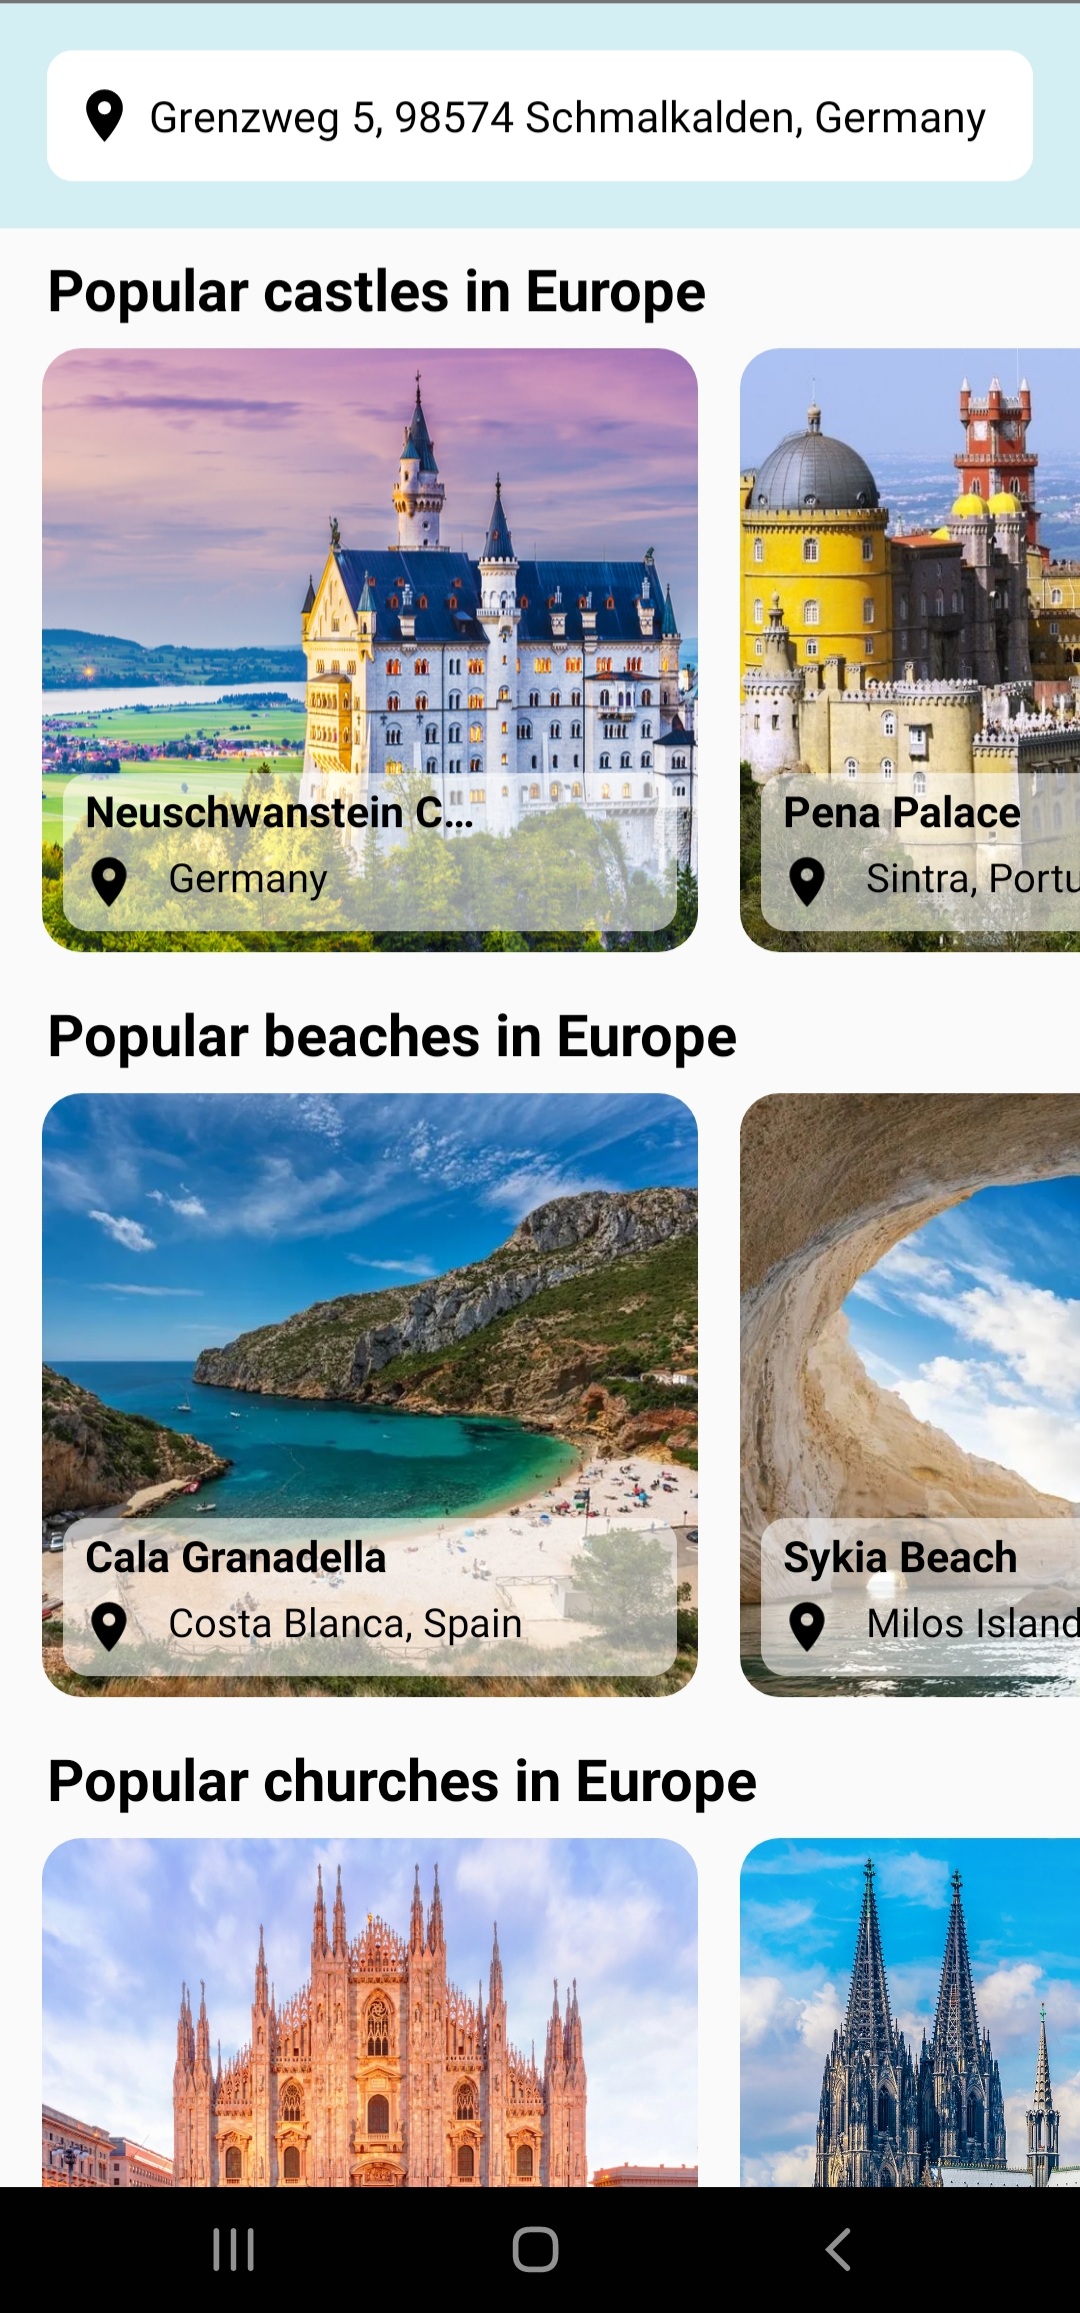 Grenzweg 5, 98574 Schmalkalden, Germany
Popular castles in Europe
Neuschwanstein C...
Germany
Pena Palace
Sintra, Portu
Popular beaches in Europe
Cala Granadella
Costa Blanca, Spain
Sykia Beach
Milos Island
Popular churches in Europe